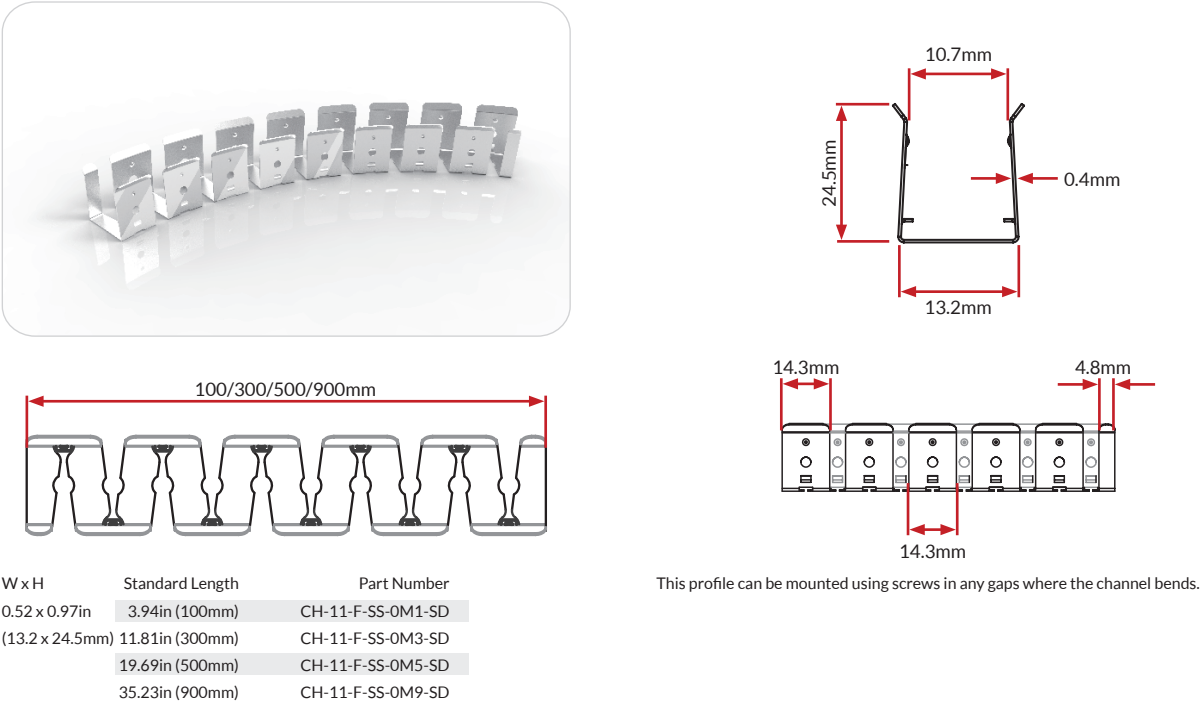 10.7mm
24.5mm
0.4mm
13.2mm
100/300/500/900mm
14.3mm
4.8mm
14.3mm
W x H Standard Length Part Number
0.52 x 0.97in 3.94in (100mm) CH-11-F-SS-0M1-SD
(13.2 x 24.5mm) 11.81in (300mm) CH-11-F-SS-0M3-SD
19.69in (500mm) CH-11-F-SS-0M5-SD
35.23in (900mm) CH-11-F-SS-0M9-SD
This profile can be mounted using screws in any gaps where the channel bends.